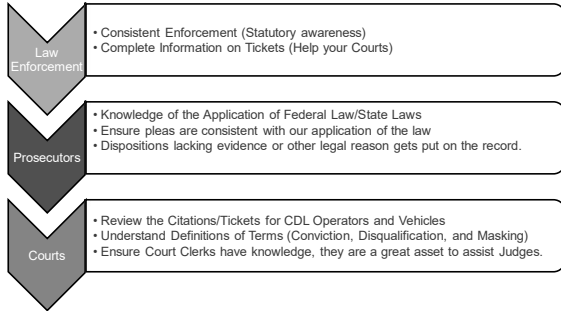 Law
Enforcement
• Consistent Enforcement (Statutory awareness)
• Complete Information on Tickets (Help your Courts)
Prosecutors
• Knowledge of the Application of Federal Law/State Laws
• Ensure pleas are consistent with our application of the law
• Dispositions lacking evidence or other legal reason gets put on the record.
Courts
• Review the Citations/Tickets for CDL Operators and Vehicles
• Understand Definitions of Terms (Conviction, Disqualification, and Masking)
• Ensure Court Clerks have knowledge, they are a great asset to assist Judges.